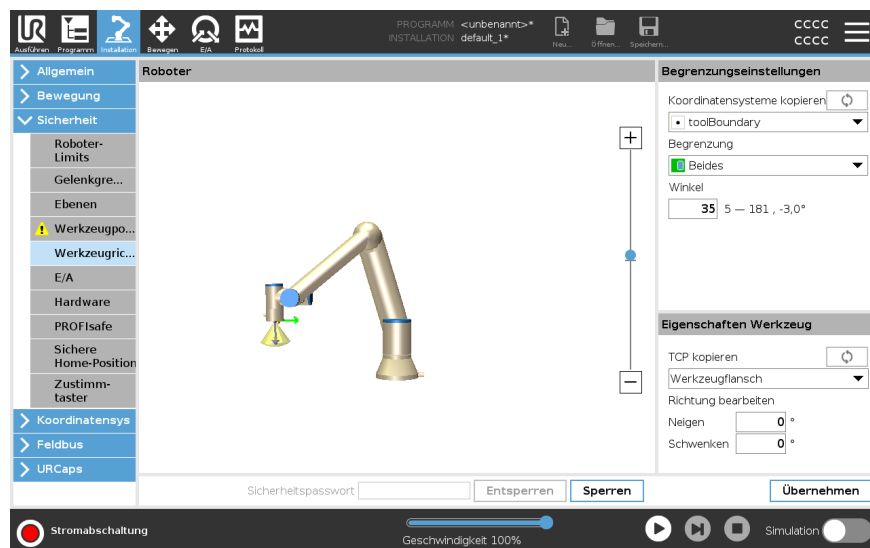 PROGRAMM <unbenannt>*
INSTALLATION default_1*
Ausführen Programm Installation Bewegen E/A Protokoll
Neu... Öffnen... Speichern...
CCCC
CCCC
Allgemein
Bewegung
Sicherheit
Roboter-
Limits
Gelenkgre...
Ebenen
Werkzeugpo...
Werkzeugric...
E/A
Hardware
PROFIsafe
Sichere
Home-Position
Zustimm-
taster
Koordinatensys
Feldbus
URCaps
Roboter
Begrenzungseinstellungen
Koordinatensysteme kopieren
toolBoundary
Begrenzung
Beides
Winkel
35 5 — 181 , -3,0°
Eigenschaften Werkzeug
TCP kopieren
Werkzeugflansch
Richtung bearbeiten
Neigen 0 °
Schwenken 0 °
Sicherheitspasswort Entsperren Sperren Übernehmen
Stromabschaltung
Geschwindigkeit 100%
Simulation